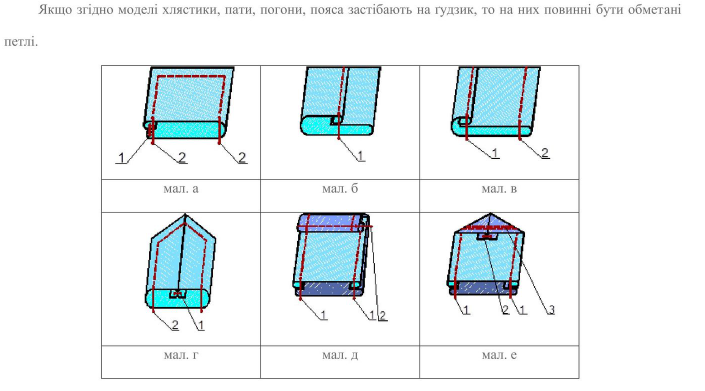 Якщо згідно моделі хлястики, пати, погони, пояса застібають на ґудзик, то на них повинні бути обметані
петлі.
1 2 2
1
1 2
мал. а мал. б мал. в
2 1
1 1 2
1 2 1 3
мал. г мал. д мал. е